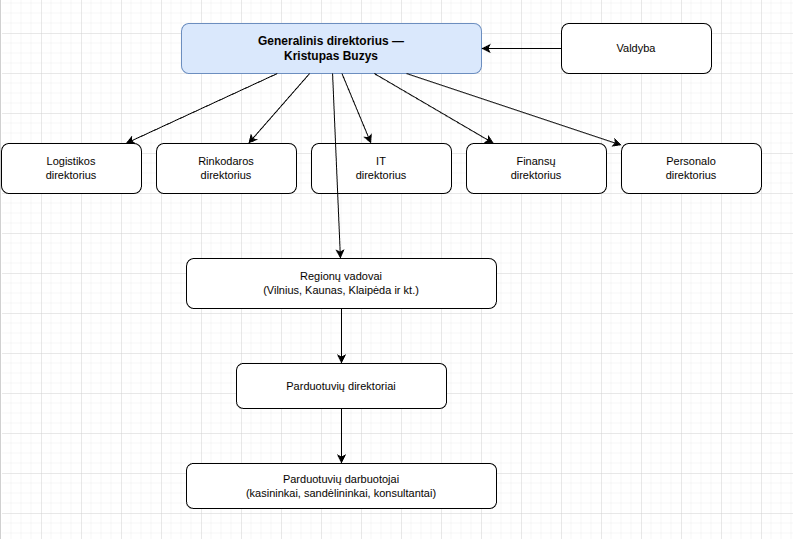 Generalinis direktorius —
Kristupas Buzys
Valdyba
Logistikos
direktorius
Rinkodaros
direktorius
IT
direktorius
Finansų
direktorius
Personalo
direktorius
Regionų vadovai
(Vilnius, Kaunas, Klaipėda ir kt.)
Parduotuvių direktoriai
Parduotuvių darbuotojai
(kasininkai, sandėlininkai, konsultantai)